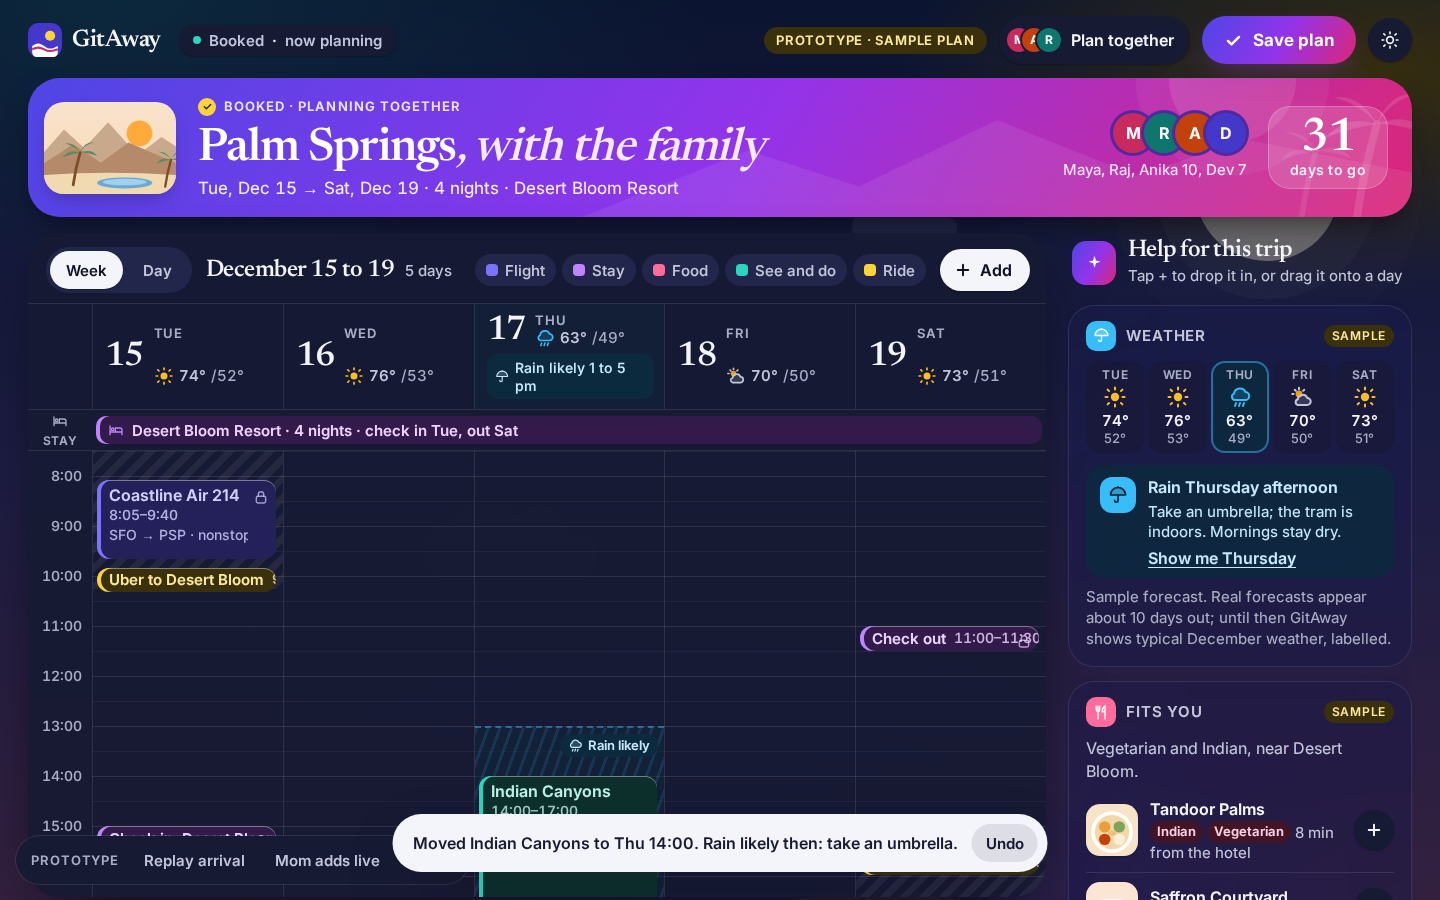 GitAway
Booked · now planning
PROTOTYPE · SAMPLE PLAN
R
Plan together
Save plan
BOOKED · PLANNING TOGETHER
Palm Springs, with the family
Tue, Dec 15 → Sat, Dec 19 · 4 nights · Desert Bloom Resort
M R A D
Maya, Raj, Anika 10, Dev 7
31
days to go
Week
Day
December 15 to 19 5 days
Flight
Stay
Food
See and do
Ride
+ Add
15 TUE
74° /52°
16 WED
76° /53°
17 THU
63° /49°
Rain likely 1 to 5
pm
18 FRI
70° /50°
19 SAT
73° /51°
STAY
Desert Bloom Resort · 4 nights · check in Tue, out Sat
8:00
9:00
10:00
11:00
12:00
13:00
14:00
15:00
Coastline Air 214
8:05–9:40
SFO → PSP · nonstop
Uber to Desert Bloom
Check out 11:00–11:30
Rain likely
Indian Canyons
14:00–17:00
PROTOTYPE
Replay arrival
Mom adds live
Moved Indian Canyons to Thu 14:00. Rain likely then: take an umbrella.
Undo
Help for this trip
Tap + to drop it in, or drag it onto a day
WEATHER
SAMPLE
TUE
74°
52°
WED
76°
53°
THU
63°
49°
FRI
70°
50°
SAT
73°
51°
Rain Thursday afternoon
Take an umbrella; the tram is
indoors. Mornings stay dry.
Show me Thursday
Sample forecast. Real forecasts appear
about 10 days out; until then GitAway
shows typical December weather, labelled.
FITS YOU
SAMPLE
Vegetarian and Indian, near Desert
Bloom.
Tandoor Palms
Indian Vegetarian 8 min
from the hotel
+
Saffron Courtyard